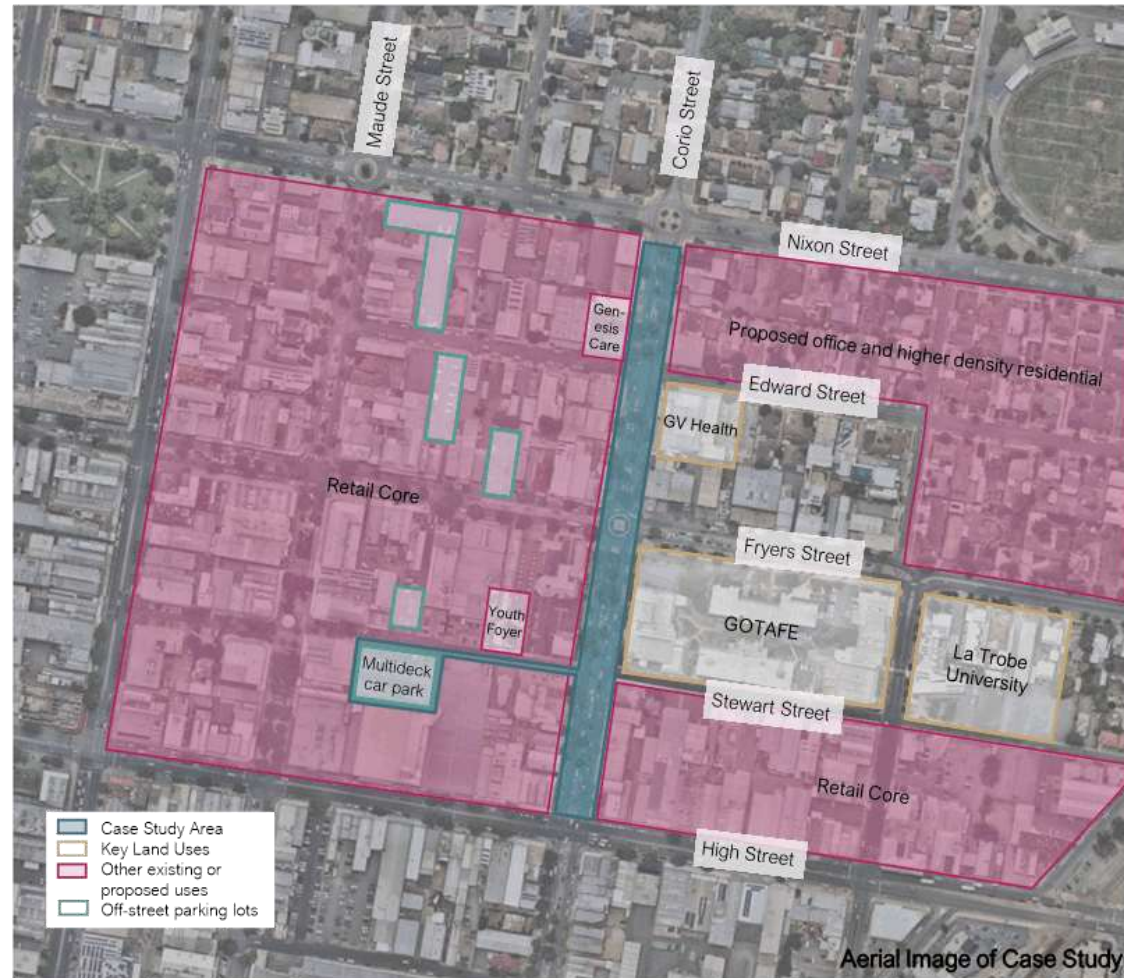 Maude Street
Corio Street
Nixon Street
Gen-
esis
Care
Proposed office and higher density residential
Edward Street
GV Health
Retail Core
Fryers Street
Youth
Foyer
GOTAFE
La Trobe
University
Multideck
car park
Stewart Street
Retail Core
High Street
Case Study Area
Key Land Uses
Other existing or
proposed uses
Off-street parking lots
Aerial Image of Case Study